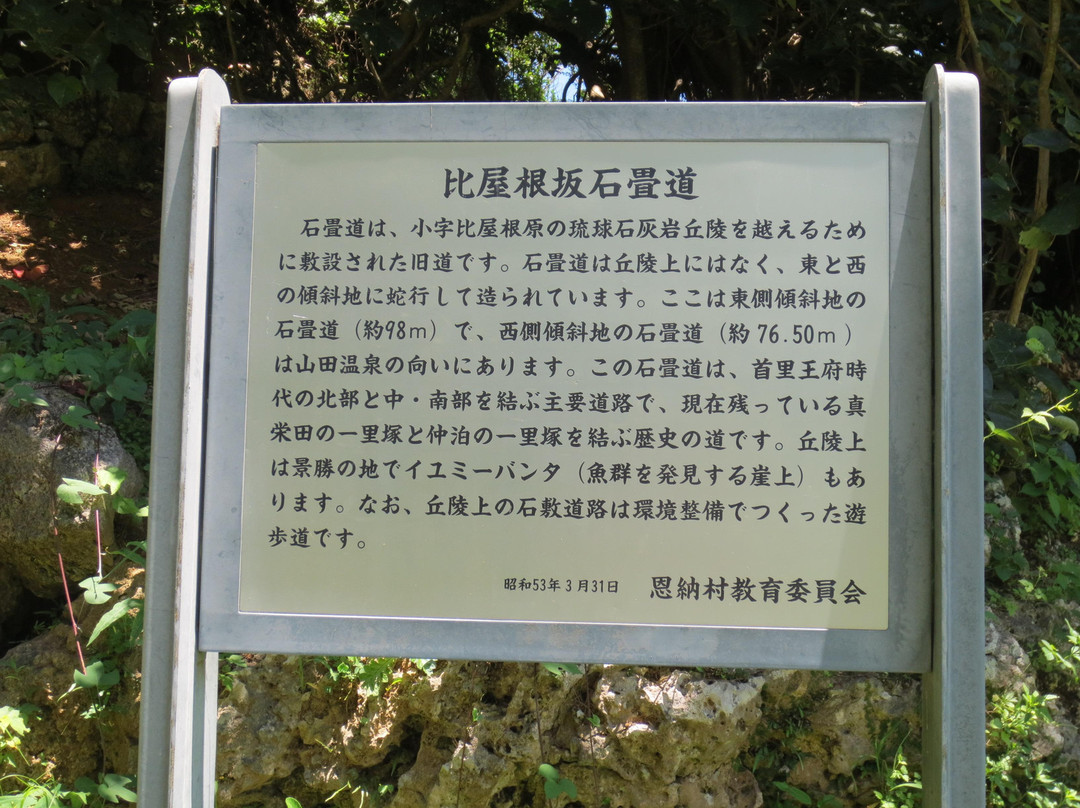 比屋根坂石畳道
石畳道は、小字比屋根原の琉球石灰岩丘陵を越えるため
に敷設された旧道です。石畳道は丘陵上にはなく、東と西
の傾斜地に蛇行して造られています。ここは東側傾斜地の
石畳道（約98m）で、西側傾斜地の石畳道（約76.50m）
は山田温泉の向いにあります。この石畳道は、首里王府時
代の北部と中・南部を結ぶ主要道路で、現在残っている真
栄田の一里塚と仲泊の一里塚を結ぶ歴史の道です。丘陵上
は景勝の地でイユミーバンタ（魚群を発見する崖上）もあ
ります。なお、丘陵上の石敷道路は環境整備でつくった遊
歩道です。
昭和53年3月31日 恩納村教育委員会